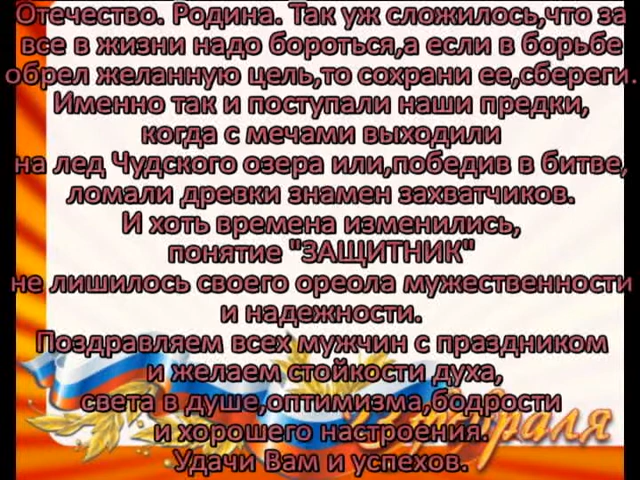 Отечество. Родина. Так уж сложилось,что за
все в жизни надо бороться,а если в борьбе
обрел желанную цель,то сохрани ее,сбереги.
Именно так и поступали наши предки,
когда с мечами выходили
на лед Чудского озера или,победив в битве,
ломали древки знамен захватчиков.
И хоть времена изменились,
понятие "ЗАЩИТНИК"
не лишилось своего ореола мужественности
и надежности.
Поздравляем всех мужчин с праздником
и желаем стойкости духа,
света в душе,оптимизма,бодрости
и хорошего настроения.
Удачи Вам и успехов.